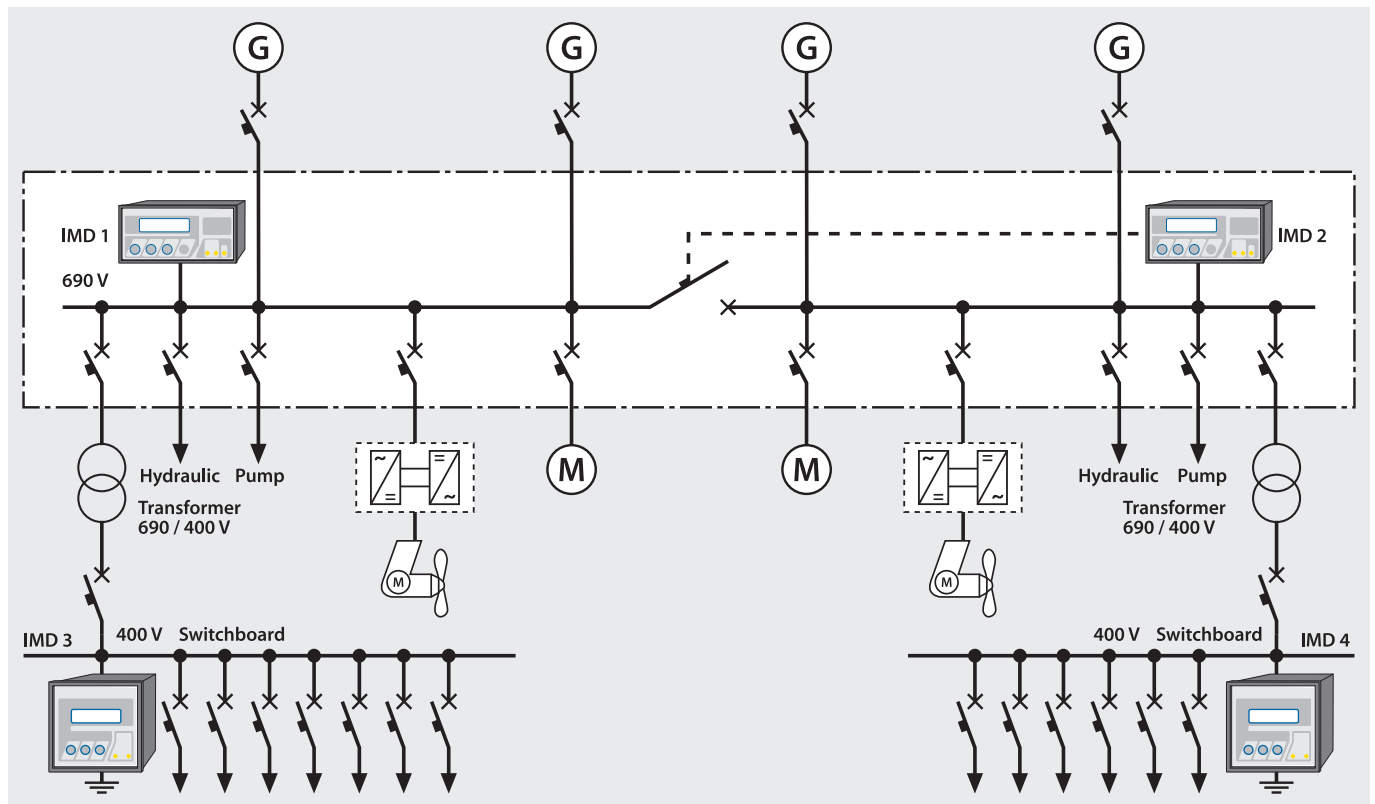 G G G G
IMD 1
IMD 2
690 V
Hydraulic Pump
Transformer
690 / 400 V
M
M
Hydraulic Pump
Transformer
690 / 400 V
~
=
=
~
~
=
=
~
M
M
IMD 3
400 V Switchboard
400 V Switchboard
IMD 4